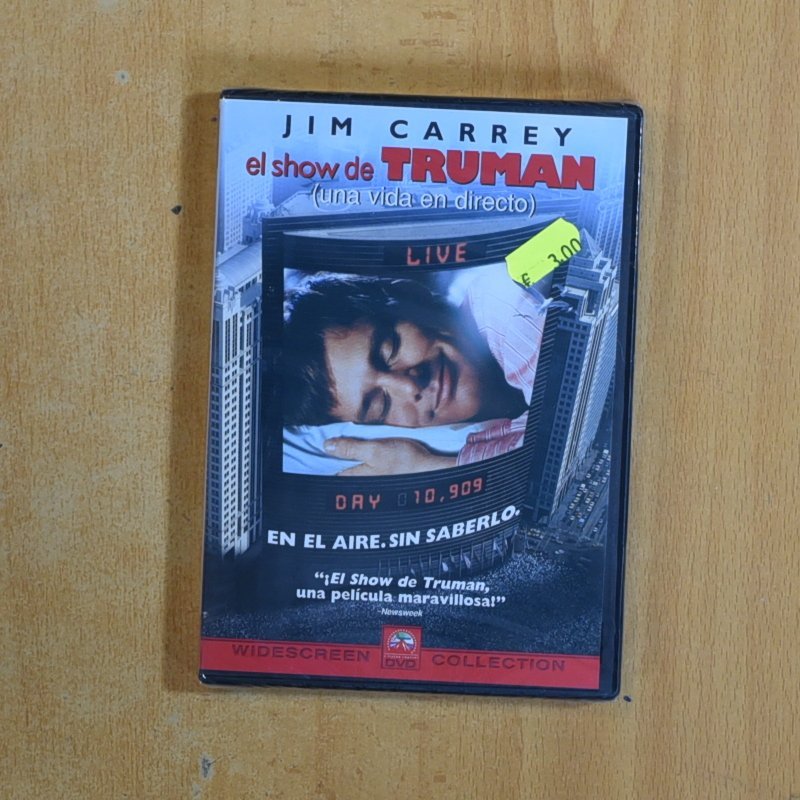 JIM CARREY
el show de TRUMAN
(una vida en directo)
LIVE
€ 3.00
DAY 10,909
EN EL AIRE. SIN SABERLO.
“¡El Show de Truman,
una película maravillosa!”
-Newsweek
WIDESCREEN DVD COLLECTION